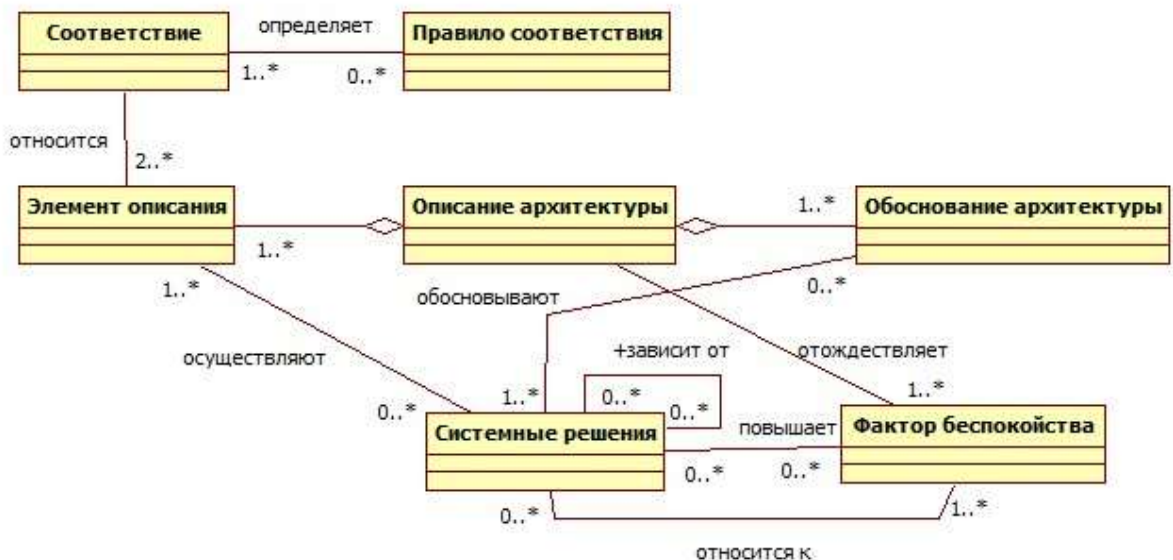 Соответствие
определяет
Правило соответствия
1..*
0..*
относится
2..*
Элемент описания
Описание архитектуры
1..*
Обоснование архитектуры
1..*
1..*
обосновывают
0..*
осуществляют
+зависит от
отождествляет
0..*
1..*
0..*
0..*
1..*
Системные решения
повышает
Фактор беспокойства
0..*
0..*
0..*
1..*
относится к